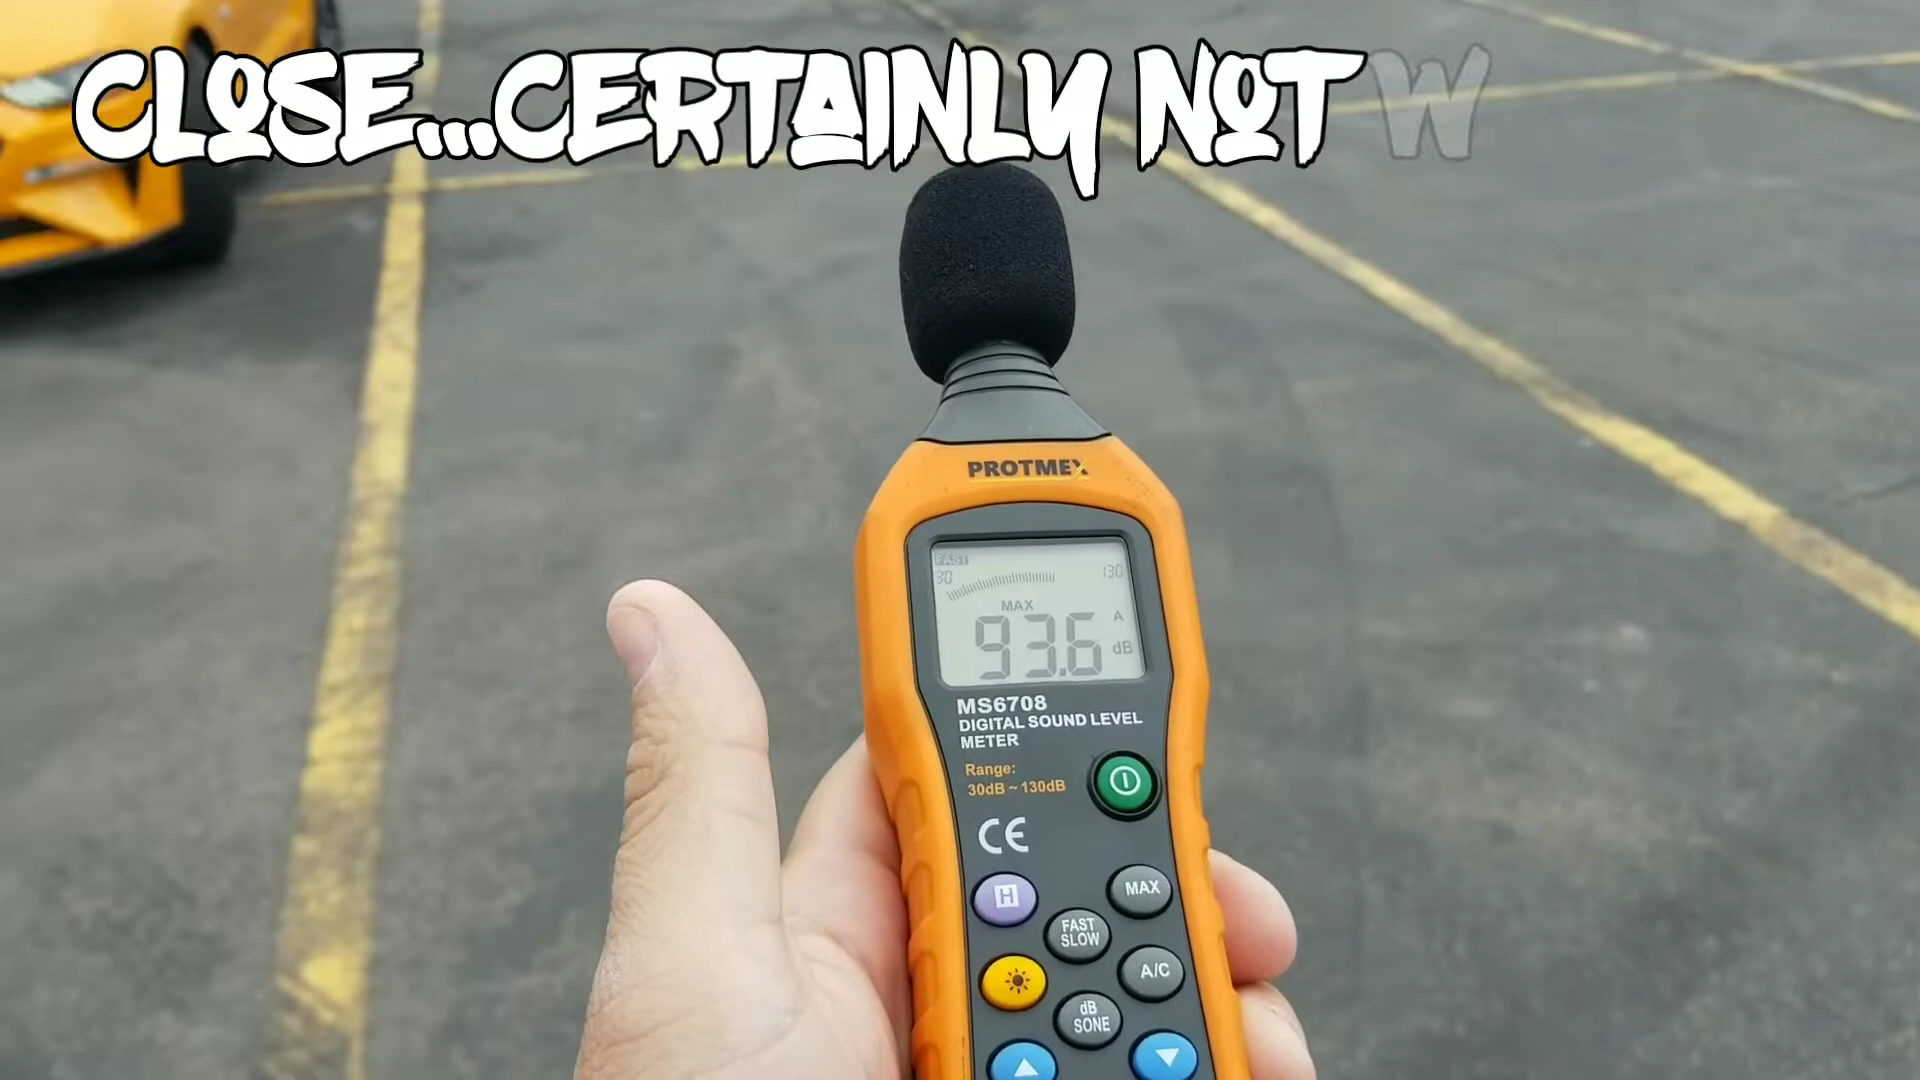 CLOSE...CERTAINLY NOT W
PROTMEX
FAST
30 130
MAX
93.6 A
dB
MS6708
DIGITAL SOUND LEVEL
METER
Range:
30dB ~ 130dB
CE
H MAX
FAST
SLOW
A/C
dB
SONE